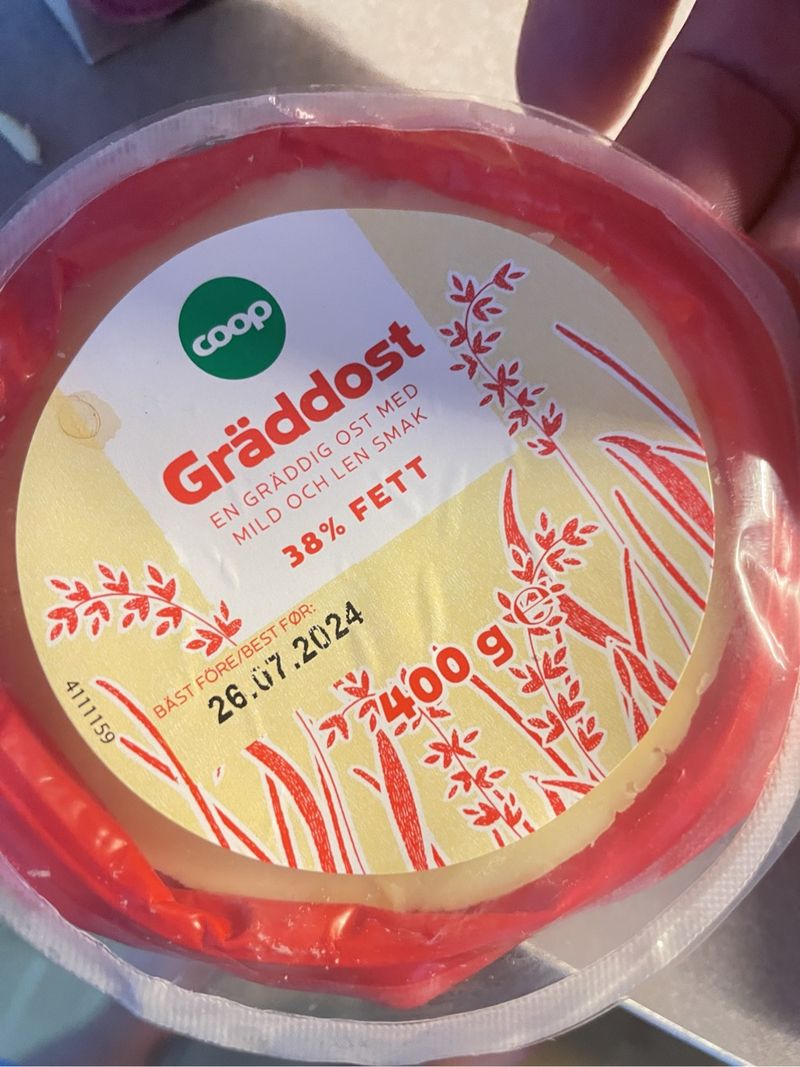 coop
Gräddost
EN GRÄDDIG OST MED
MILD OCH LEN SMAK
38% FETT
BÄST FÖRE/BEST FØR:
26.07.2024
400 g
4111159